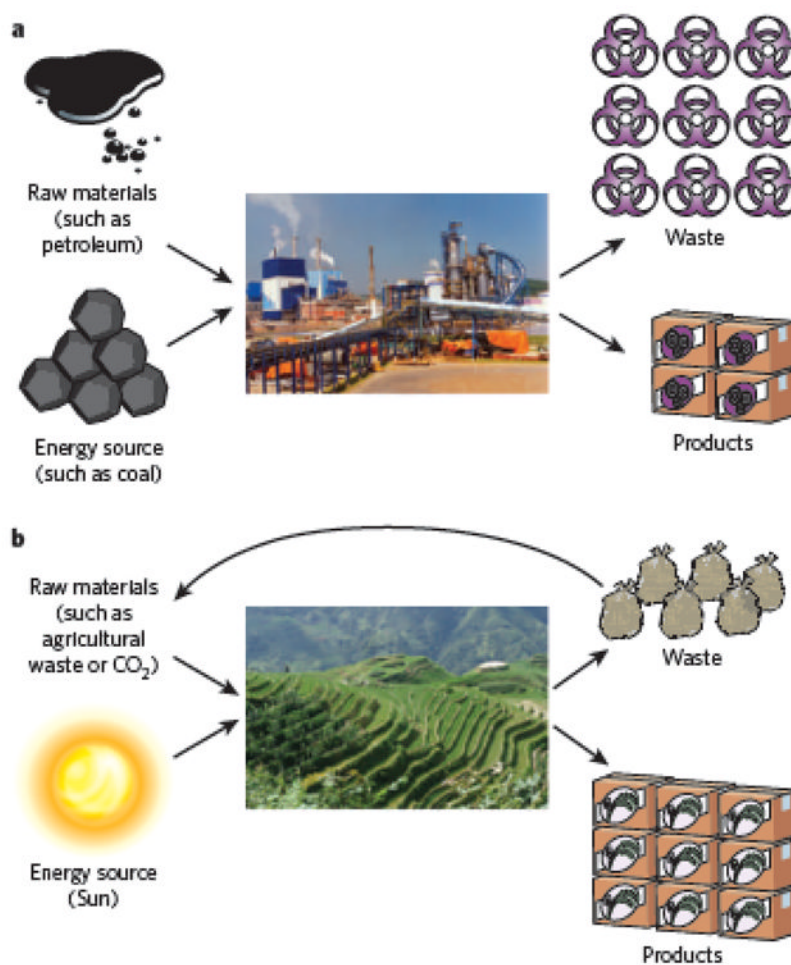 a
Raw materials
(such as
petroleum)
Waste
Energy source
(such as coal)
Products
b
Raw materials
(such as
agricultural
waste or CO₂)
Waste
Energy source
(Sun)
Products